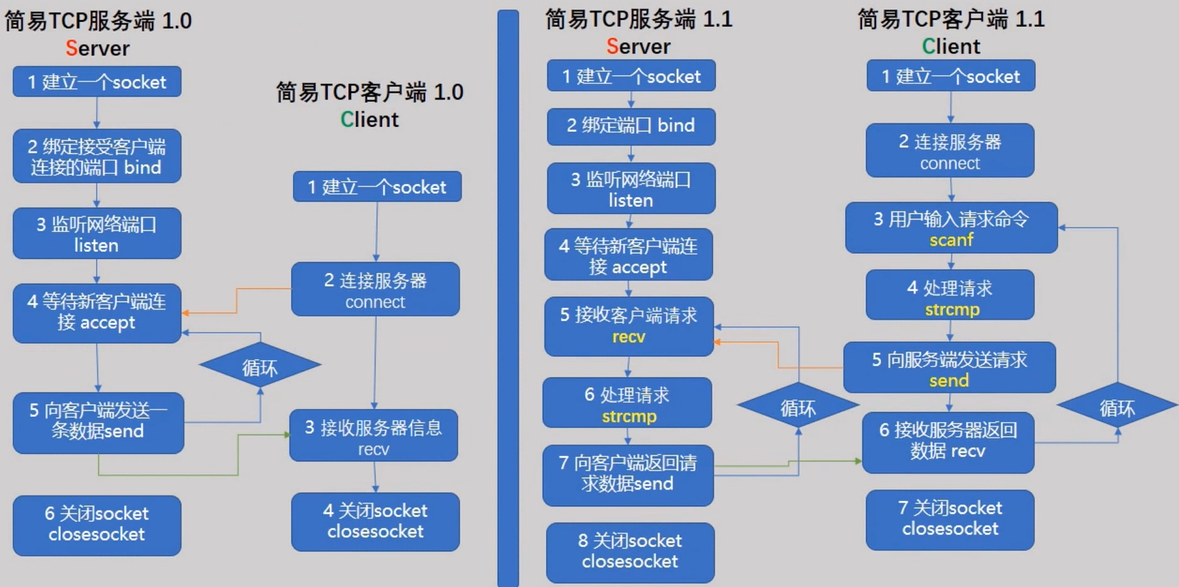 简易TCP服务端 1.0
Server
1 建立一个socket
2 绑定接受客户端
连接的端口 bind
3 监听网络端口
listen
4 等待新客户端连
接 accept
循环
5 向客户端发送一
条数据send
6 关闭socket
closesocket
简易TCP客户端 1.0
Client
1 建立一个socket
2 连接服务器
connect
3 接收服务器信息
recv
4 关闭socket
closesocket
简易TCP服务端 1.1
Server
1 建立一个socket
2 绑定端口 bind
3 监听网络端口
listen
4 等待新客户端连
接 accept
5 接收客户端请求
recv
6 处理请求
strcmp
循环
7 向客户端返回请
求数据send
8 关闭socket
closesocket
简易TCP客户端 1.1
Client
1 建立一个socket
2 连接服务器
connect
3 用户输入请求命令
scanf
4 处理请求
strcmp
5 向服务端发送请求
send
循环
6 接收服务器返回
数据 recv
7 关闭socket
closesocket